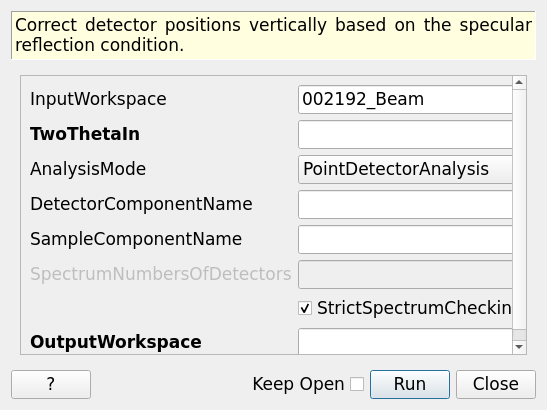 Correct detector positions vertically based on the specular
reflection condition.
InputWorkspace 002192_Beam
TwoThetaIn
AnalysisMode PointDetectorAnalysis
DetectorComponentName
SampleComponentName
SpectrumNumbersOfDetectors
StrictSpectrumCheckin
OutputWorkspace
? Keep Open Run Close